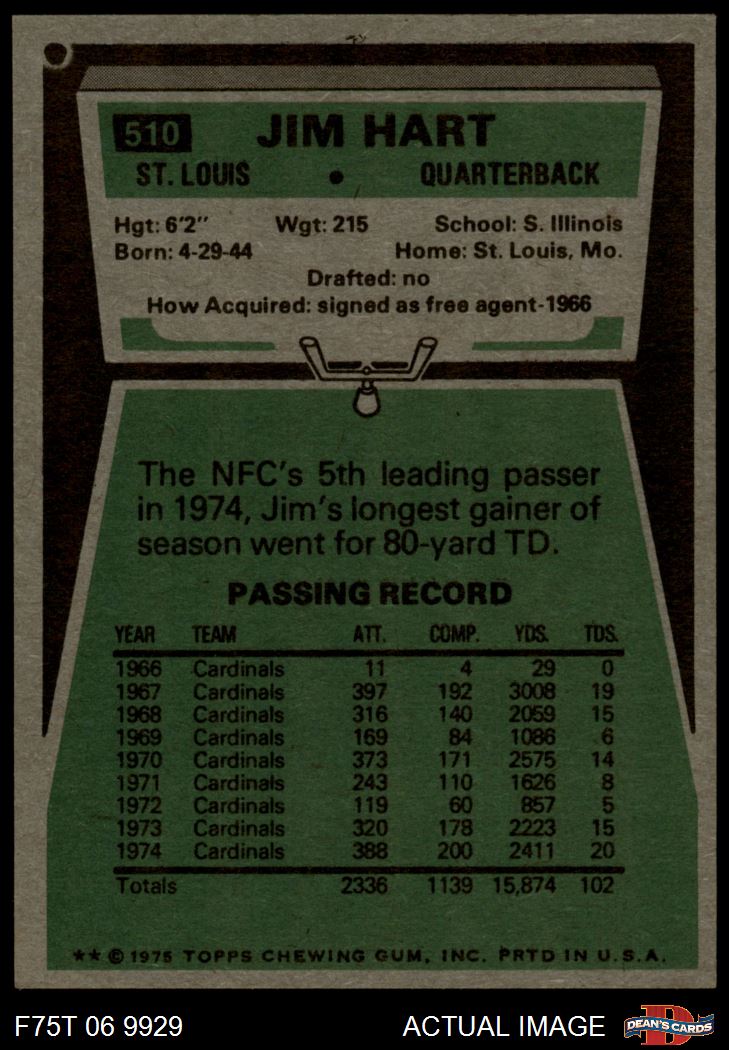 510 JIM HART
ST. LOUIS • QUARTERBACK
Hgt: 6'2" Wgt: 215 School: S. Illinois
Born: 4-29-44 Home: St. Louis, Mo.
Drafted: no
How Acquired: signed as free agent-1966
The NFC's 5th leading passer
in 1974, Jim's longest gainer of
season went for 80-yard TD.
PASSING RECORD
YEAR TEAM ATT. COMP. YDS. TDS.
1966 Cardinals 11 4 29 0
1967 Cardinals 397 192 3008 19
1968 Cardinals 316 140 2059 15
1969 Cardinals 169 84 1086 6
1970 Cardinals 373 171 2575 14
1971 Cardinals 243 110 1626 8
1972 Cardinals 119 60 857 5
1973 Cardinals 320 178 2223 15
1974 Cardinals 388 200 2411 20
Totals 2336 1139 15,874 102
** © 1975 TOPPS CHEWING GUM, INC. PRTD IN U.S.A.
F75T 06 9929 ACTUAL IMAGE D DEAN'S CARDS